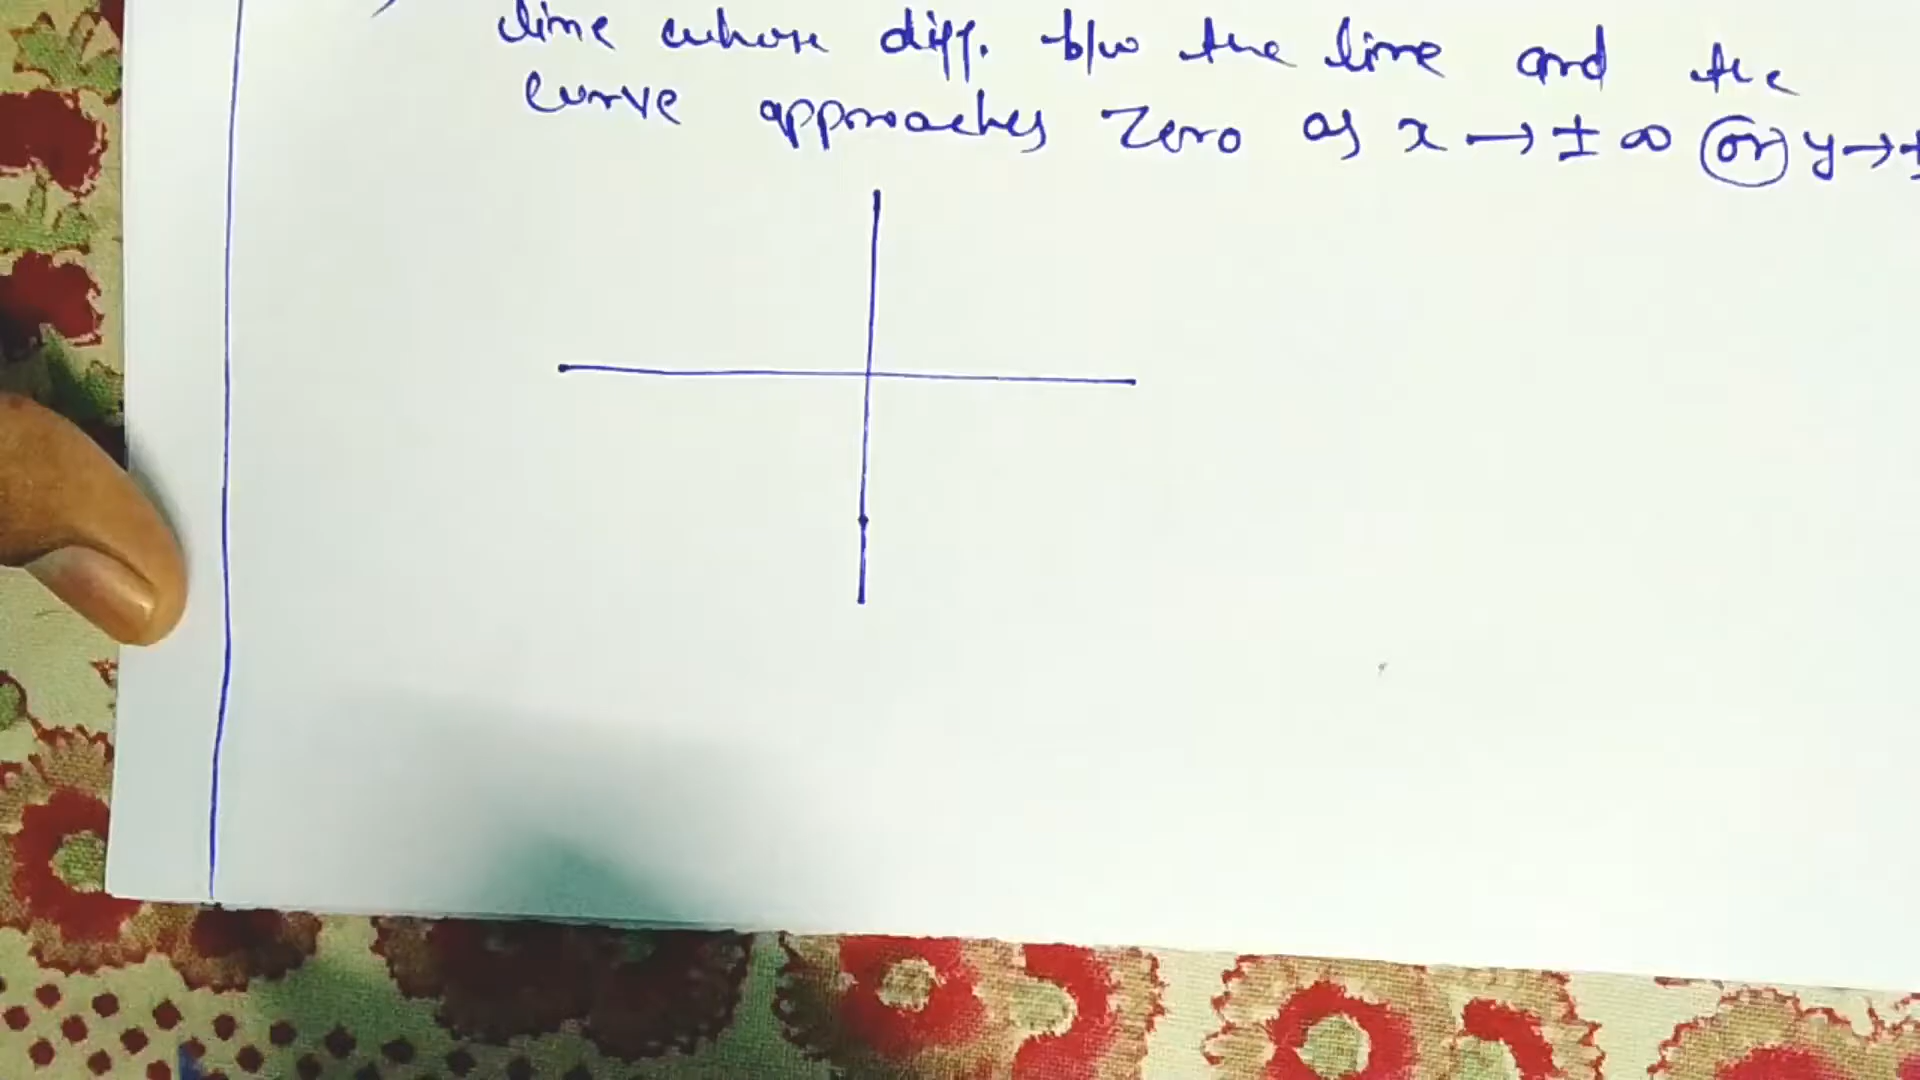 line whose diff. b/w the line and the
curve approaches zero as x → ± ∞ or y → ±